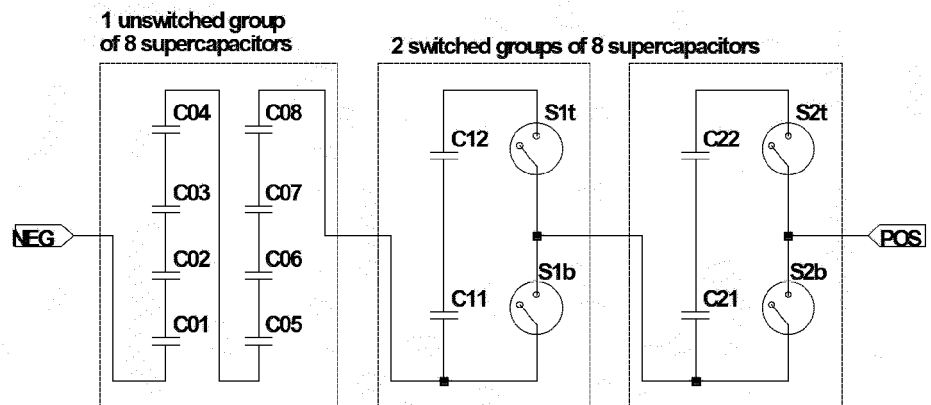 1 unswitched group
of 8 supercapacitors
2 switched groups of 8 supercapacitors
C04
C08
S1t
S2t
C12
C22
C03
C07
NEG
POS
C02
C06
S1b
S2b
C11
C21
C01
C05